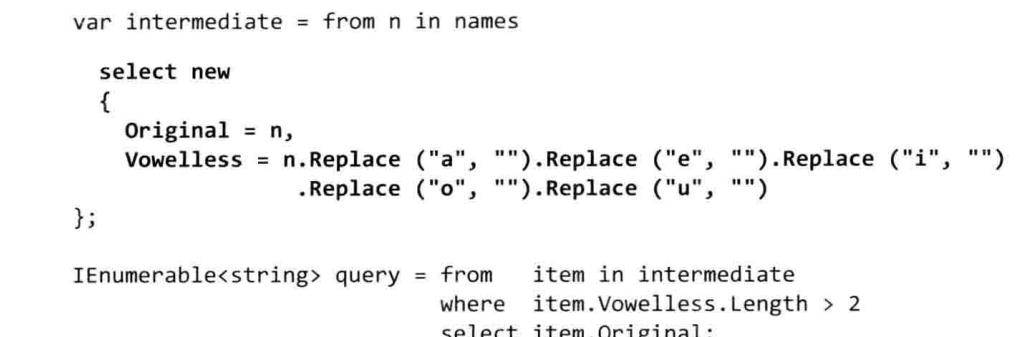 var intermediate = from n in names
select new
{
Original = n,
Vowelless = n.Replace ("a", "").Replace ("e", "").Replace ("i", "")
.Replace ("o", "").Replace ("u", "")
};
IEnumerable<string> query = from item in intermediate
where item.Vowelless.Length > 2
select item.Original;